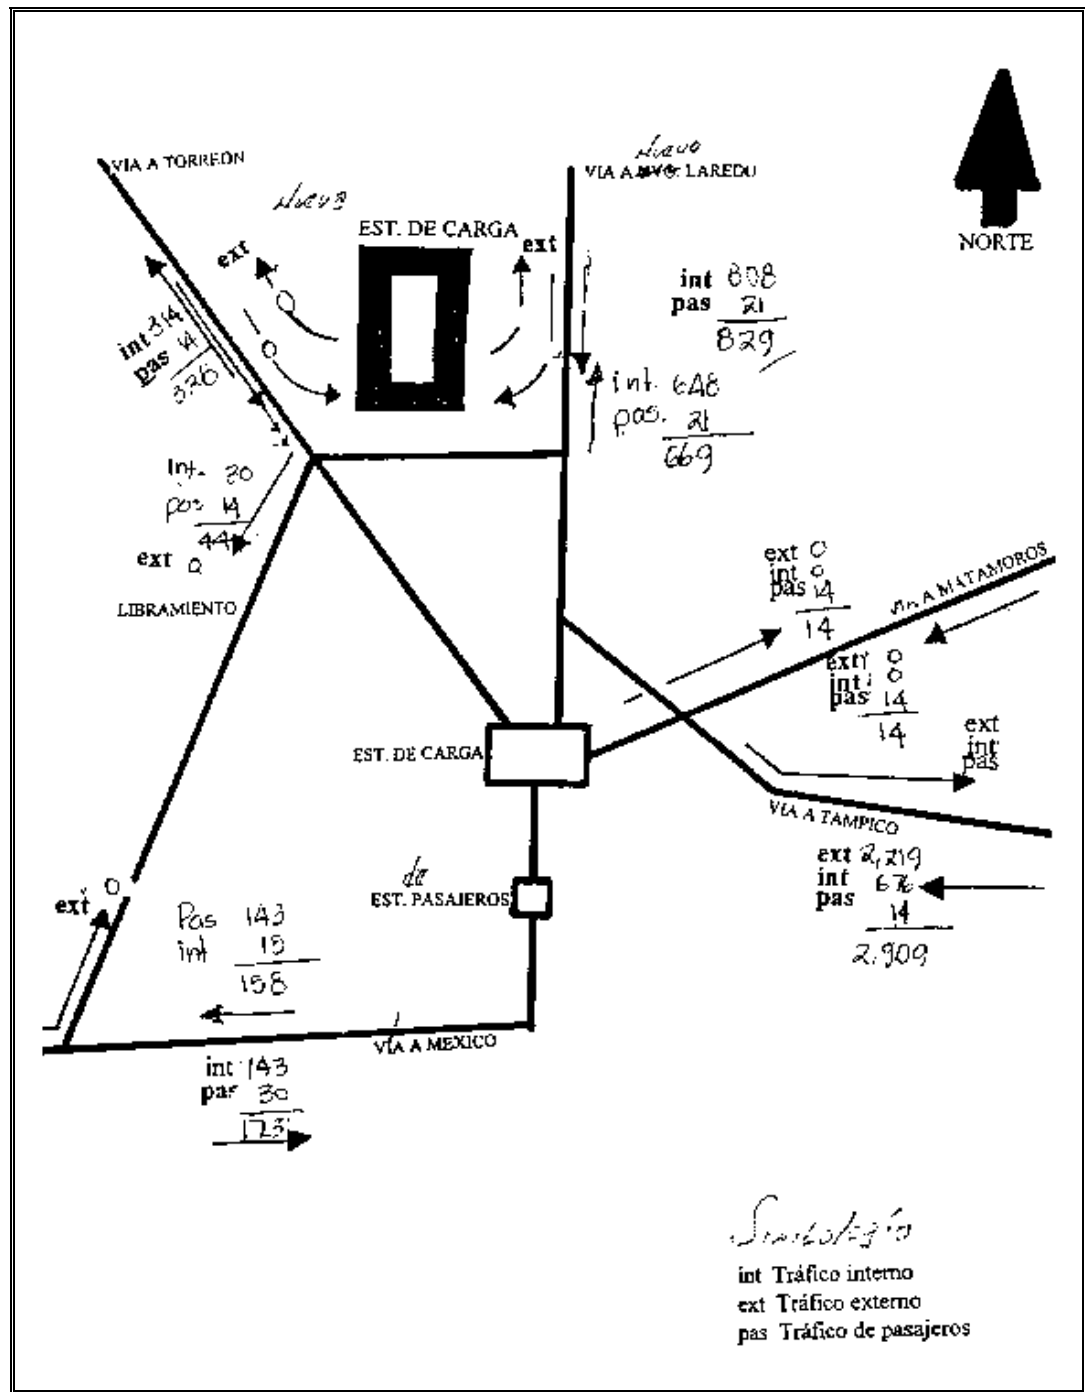 Nuevo
VIA A TORREON
VIA A NVO. LAREDO
Nueva
EST. DE CARGA
NORTE
ext
ext
int 808
pas 21
829
int 314
pas 14
328
int. 648
pas. 21
669
int. 30
pas 14
44
ext 0
0
0
LIBRAMIENTO
ext 0
int 0
pas 14
14
VIA A MATAMOROS
ext 0
int 0
pas 14
14
EST. DE CARGA
ext
int
pas
VIA A TAMPICO
ext 2,219
int 676
pas 14
2,909
de
EST. PASAJEROS
ext 0
Pas 143
int 15
158
VIA A MEXICO
int 143
pas 30
173
Simbología
int Tráfico interno
ext Tráfico externo
pas Tráfico de pasajeros